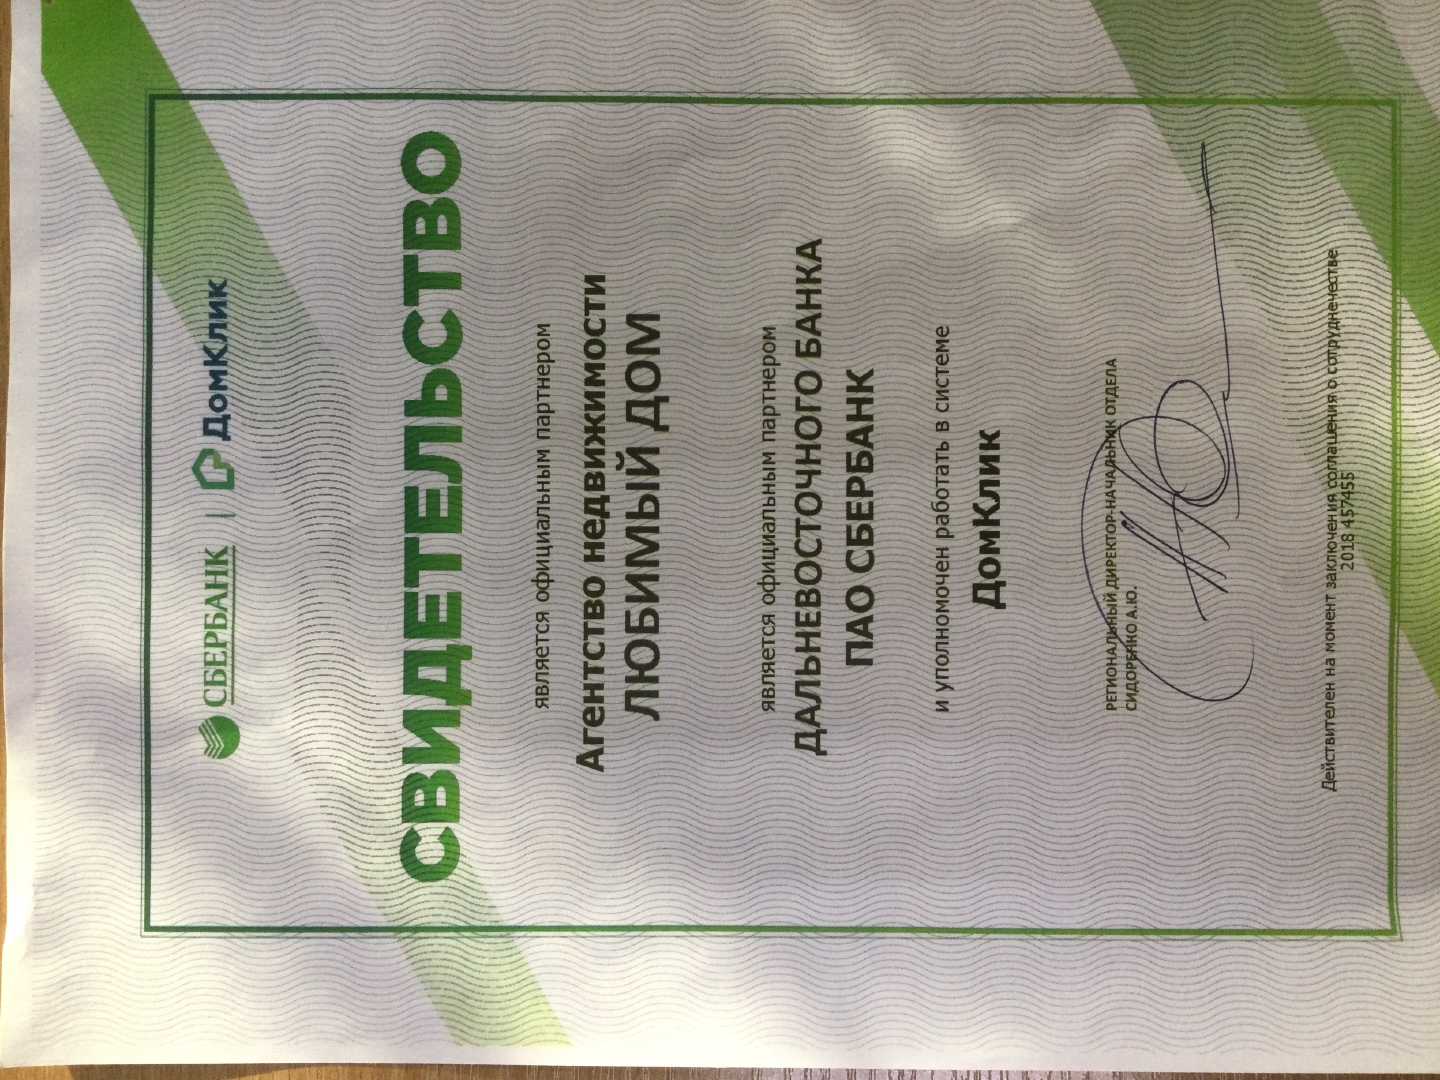 СБЕРБАНК | ДомКлик
СВИДЕТЕЛЬСТВО
является официальным партнером
Агентство недвижимости
ЛЮБИМЫЙ ДОМ
является официальным партнером
ДАЛЬНЕВОСТОЧНОГО БАНКА
ПАО СБЕРБАНК
и уполномочен работать в системе
ДомКлик
РЕГИОНАЛЬНЫЙ ДИРЕКТОР-НАЧАЛЬНИК ОТДЕЛА
СИДОРЕНКО А.Ю.
Действителен на момент заключения соглашения о сотрудненчестве
2018 457455